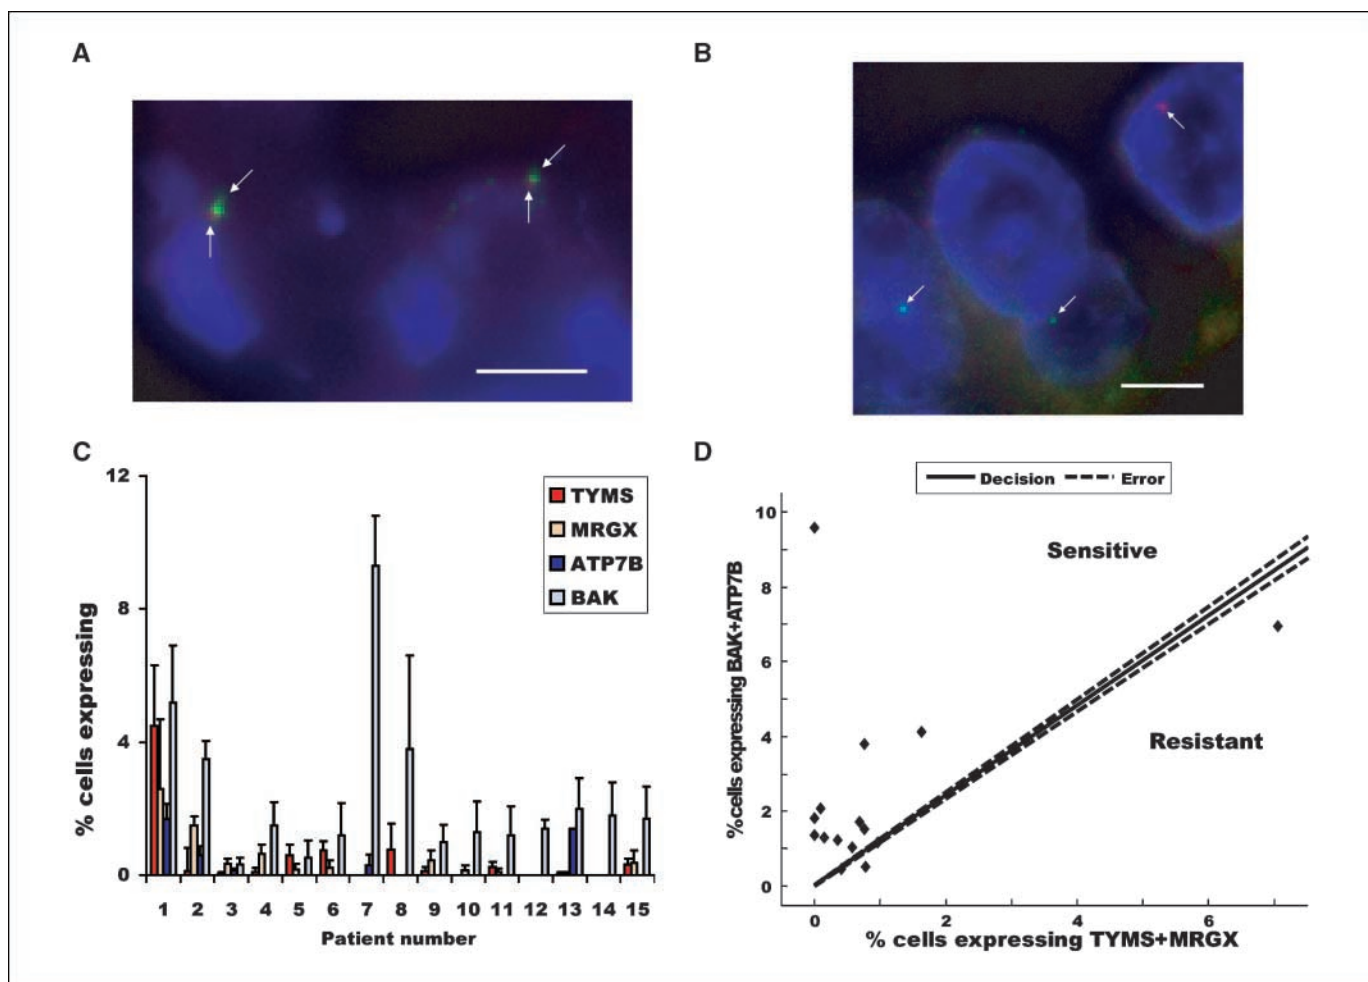 A
B
C
12
8
4
0
% cells expressing
TYMS
MRGX
ATP7B
BAK
1 2 3 4 5 6 7 8 9 10 11 12 13 14 15
Patient number
D
Decision Error
10
8
6
4
2
0
%cells expressing BAK+ATP7B
Sensitive
Resistant
0 2 4 6
% cells expressing TYMS+MRGX